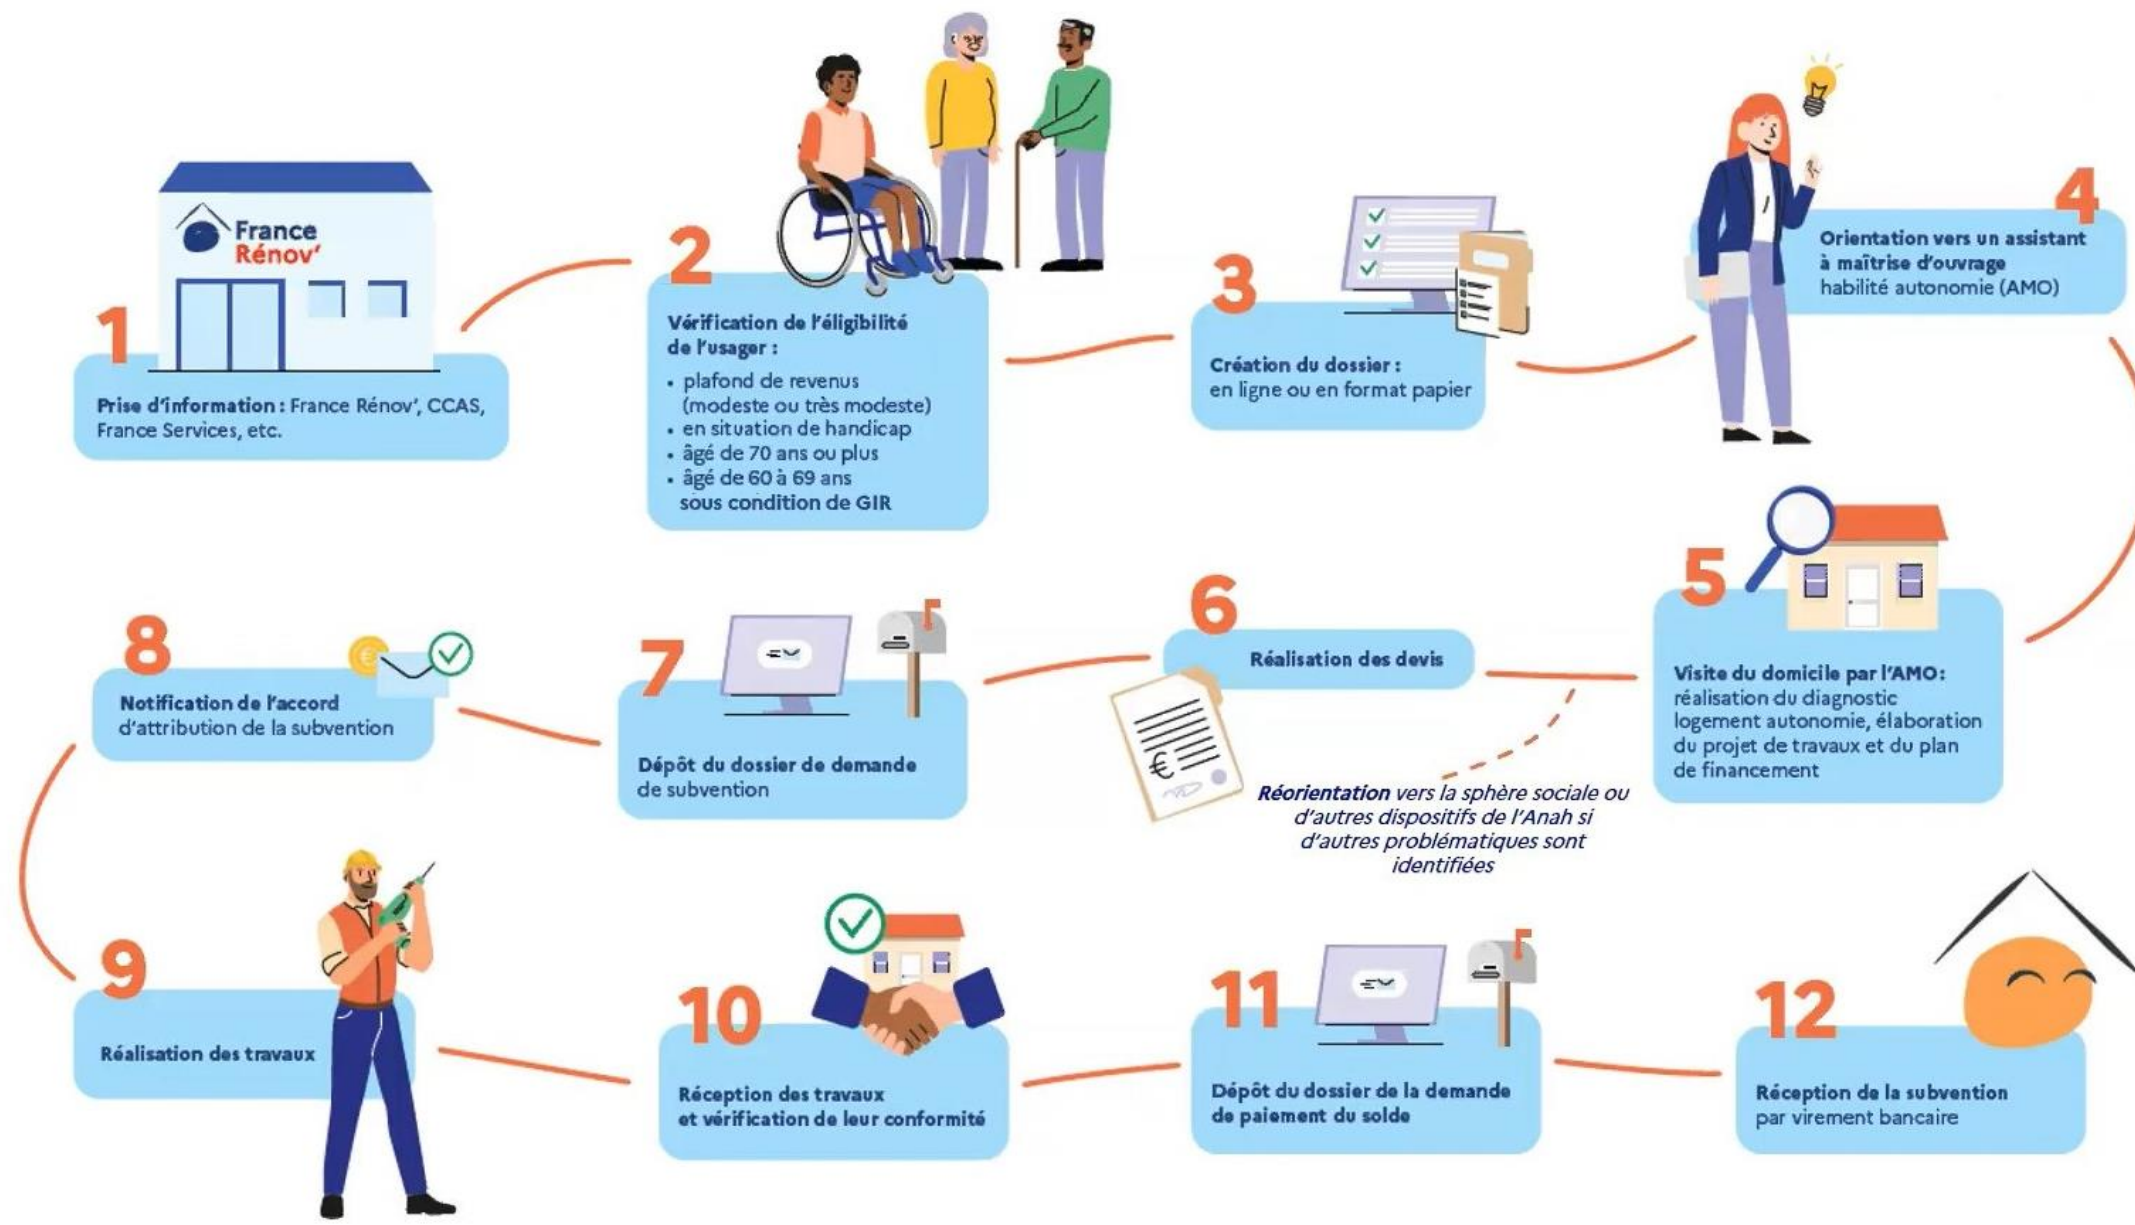 France
Rénov'
1
Prise d'information : France Rénov', CCAS,
France Services, etc.
2
Vérification de l'éligibilité
de l'usager :
• plafond de revenus
(modeste ou très modeste)
• en situation de handicap
• âgé de 70 ans ou plus
• âgé de 60 à 69 ans
sous condition de GIR
3
Création du dossier :
en ligne ou en format papier
4
Orientation vers un assistant
à maîtrise d'ouvrage
habilité autonomie (AMO)
5
Visite du domicile par l'AMO :
réalisation du diagnostic
logement autonomie, élaboration
du projet de travaux et du plan
de financement
6
Réalisation des devis
€
Réorientation vers la sphère sociale ou
d'autres dispositifs de l'Anah si
d'autres problématiques sont
identifiées
7
Dépôt du dossier de demande
de subvention
8
€
Notification de l'accord
d'attribution de la subvention
9
Réalisation des travaux
10
Réception des travaux
et vérification de leur conformité
11
Dépôt du dossier de la demande
de paiement du solde
12
Réception de la subvention
par virement bancaire